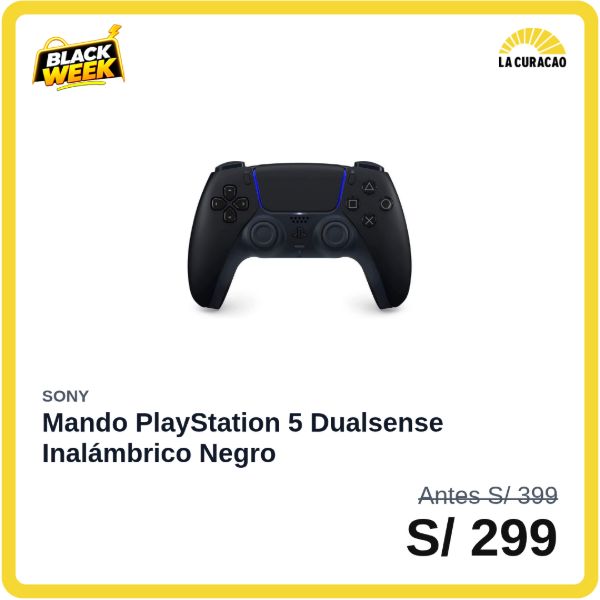 BLACK
WEEK
LA CURACAO
SONY
Mando PlayStation 5 Dualsense
Inalámbrico Negro
Antes S/ 399
S/ 299